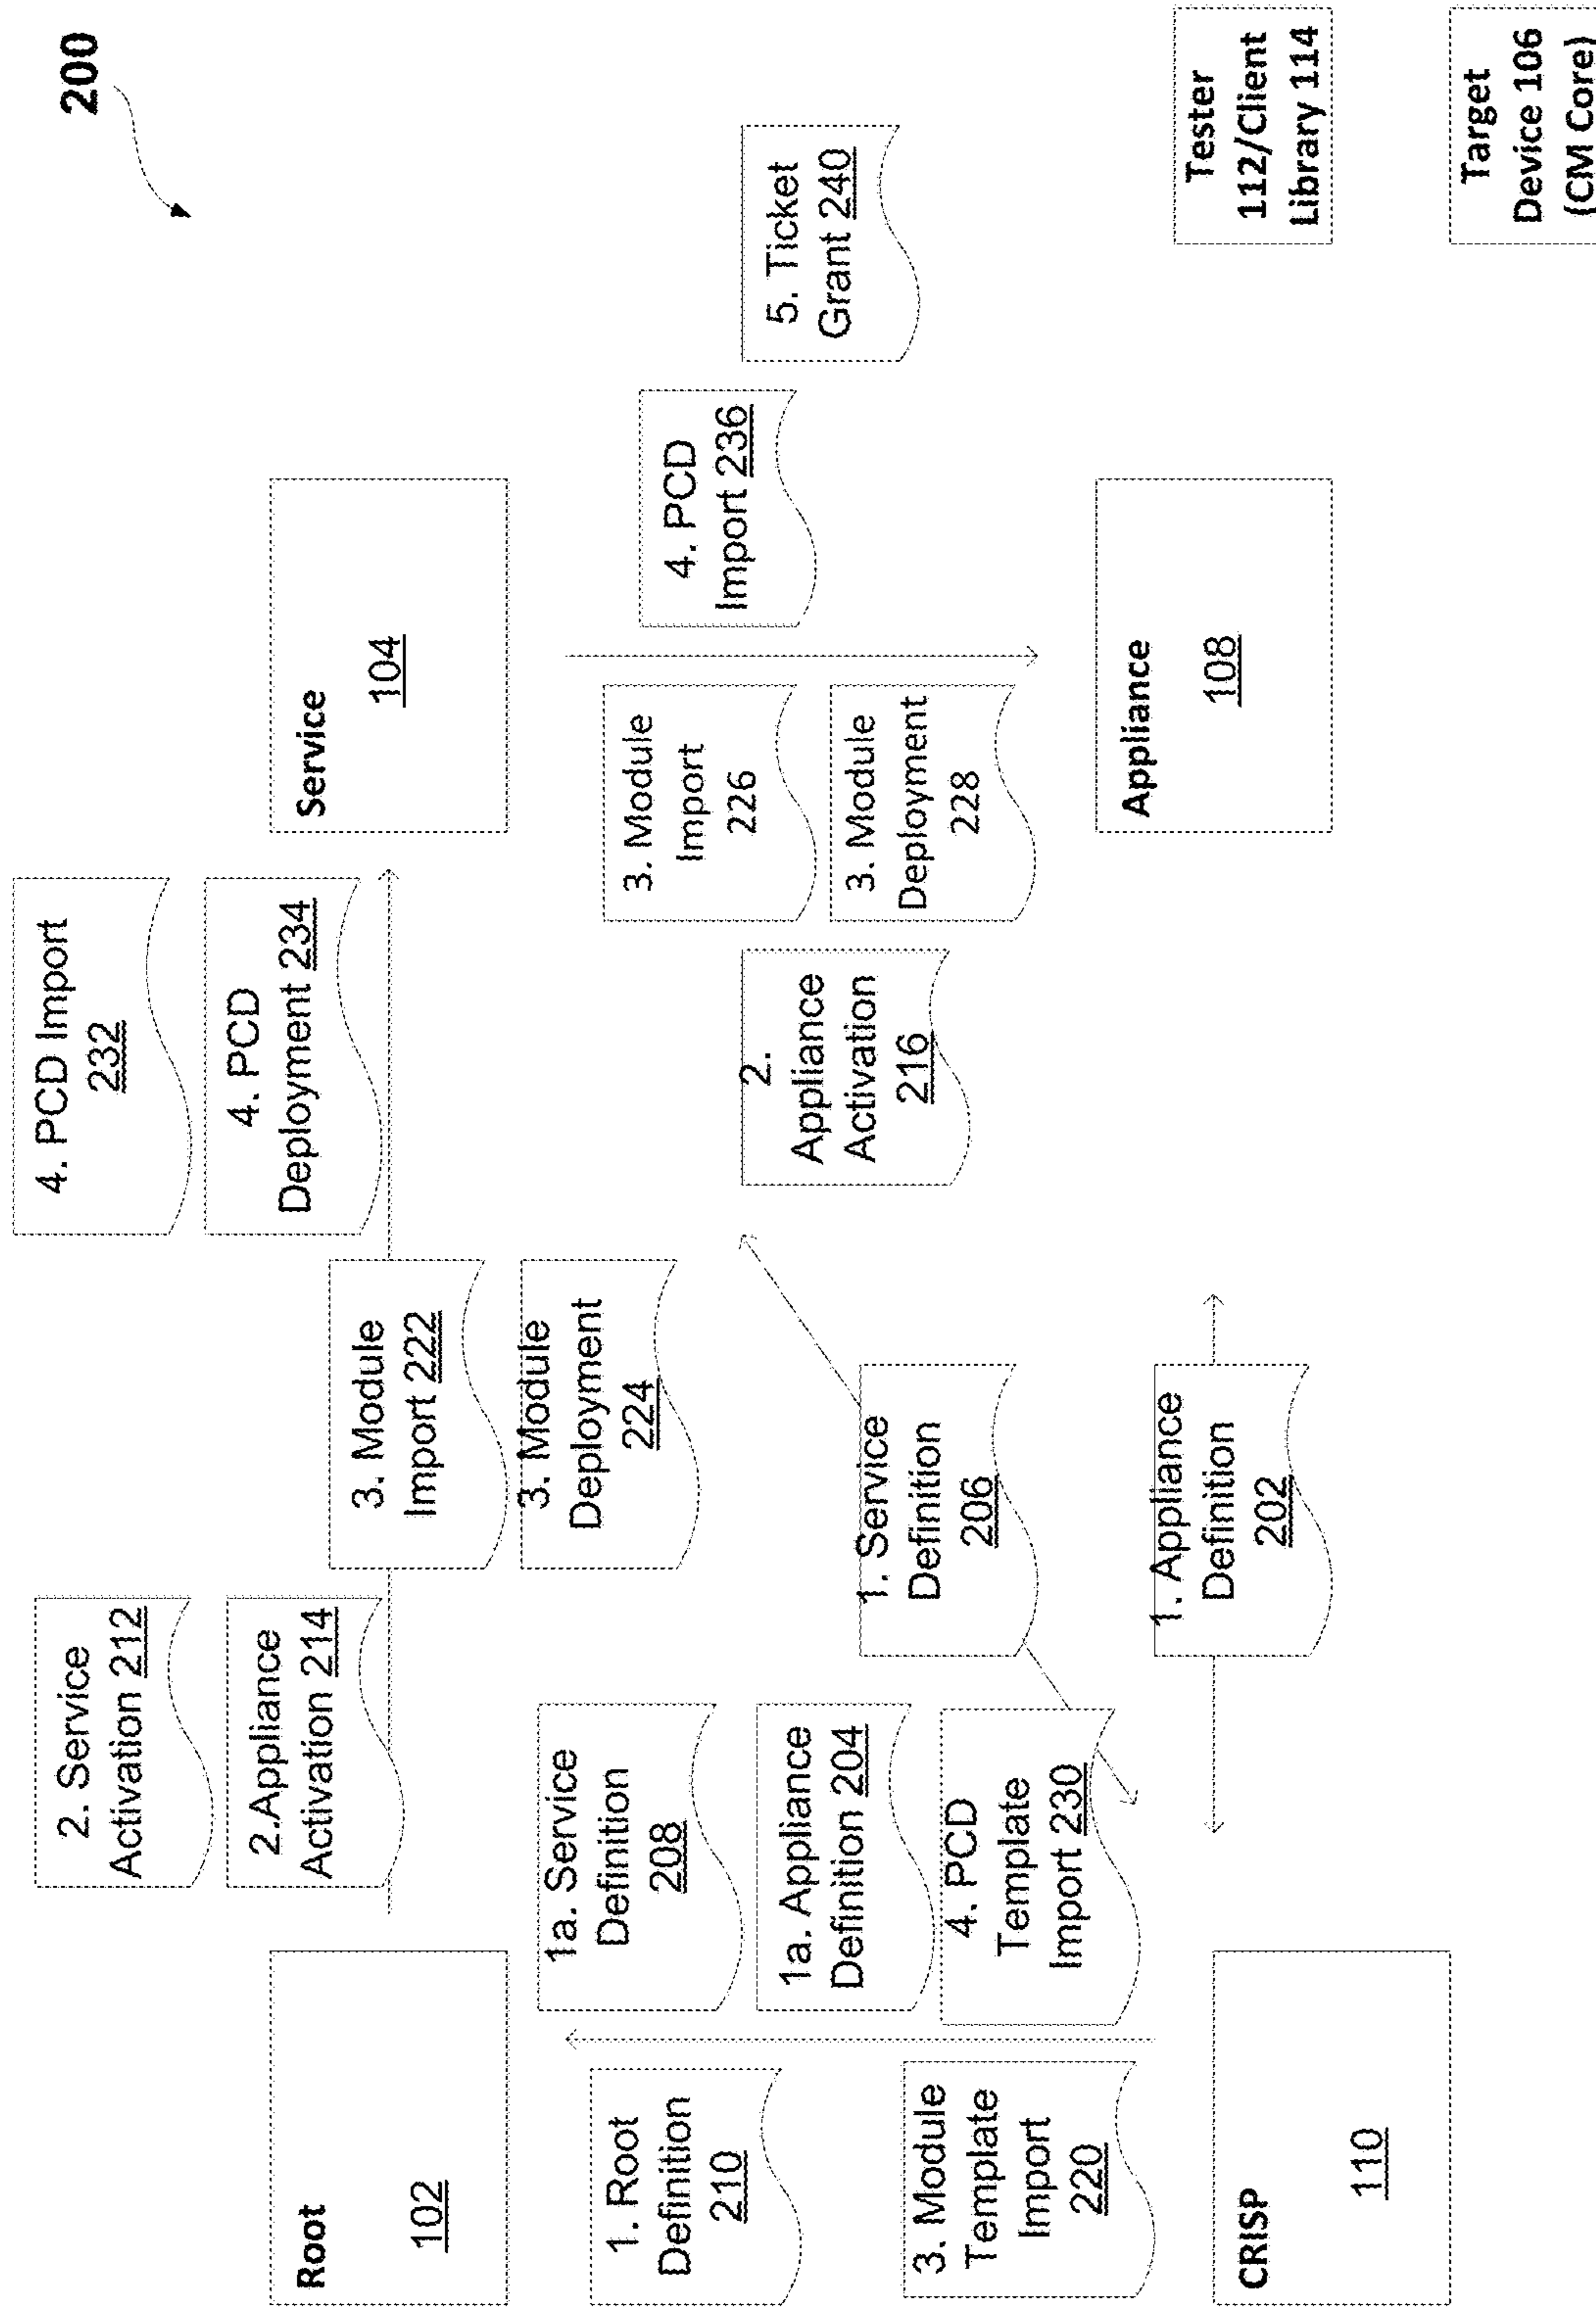 200
2. Service
Activation 212
2.Appliance
Activation 214
4. PCD Import
232
4. PCD
Deployment 234
Root
102
3. Module
Import 222
3. Module
Deployment
224
Service
104
1. Root
Definition
210
1a. Service
Definition
208
1a. Appliance
Definition 204
3. Module
Template
Import
220
4. PCD
Template
Import 230
1. Service
Definition
206
1. Appliance
Definition
202
2.
Appliance
Activation
216
3. Module
Import
226
3. Module
Deployment
228
4. PCD
Import 236
5. Ticket
Grant 240
CRISP
110
Appliance
108
Tester
112/Client
Library 114
Target
Device 106
(CM Core)